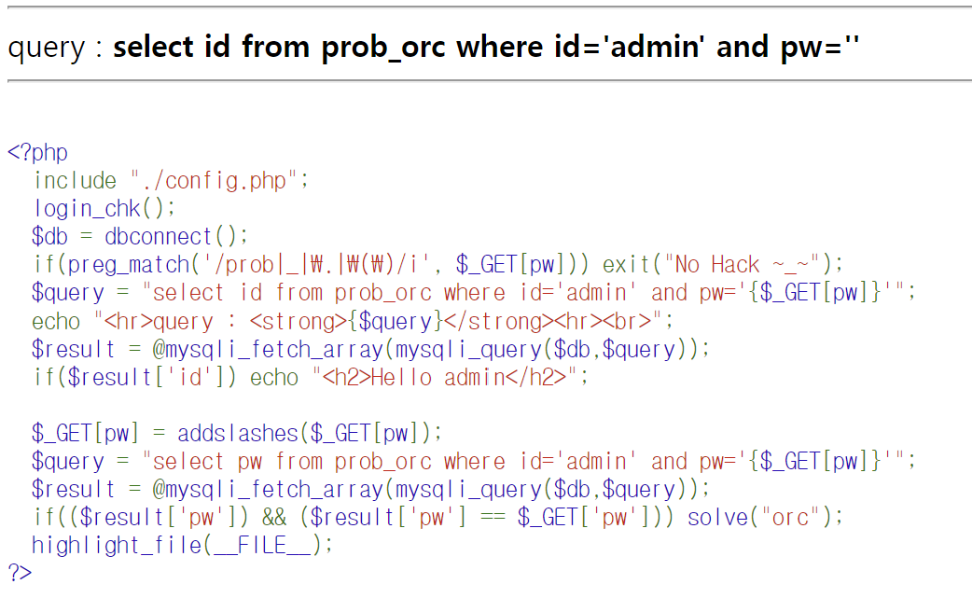 query : select id from prob_orc where id='admin' and pw=''
<?php
include "./config.php";
login_chk();
$db = dbconnect();
if(preg_match('/prob|_|₩.|₩(₩)/i', $_GET[pw])) exit("No Hack ~_~");
$query = "select id from prob_orc where id='admin' and pw='{$_GET[pw]}'";
echo "<hr>query : <strong>{$query}</strong><hr><br>";
$result = @mysqli_fetch_array(mysqli_query($db,$query));
if($result['id']) echo "<h2>Hello admin</h2>";
$_GET[pw] = addslashes($_GET[pw]);
$query = "select pw from prob_orc where id='admin' and pw='{$_GET[pw]}'";
$result = @mysqli_fetch_array(mysqli_query($db,$query));
if(($result['pw']) && ($result['pw'] == $_GET['pw'])) solve("orc");
highlight_file(__FILE__);
?>